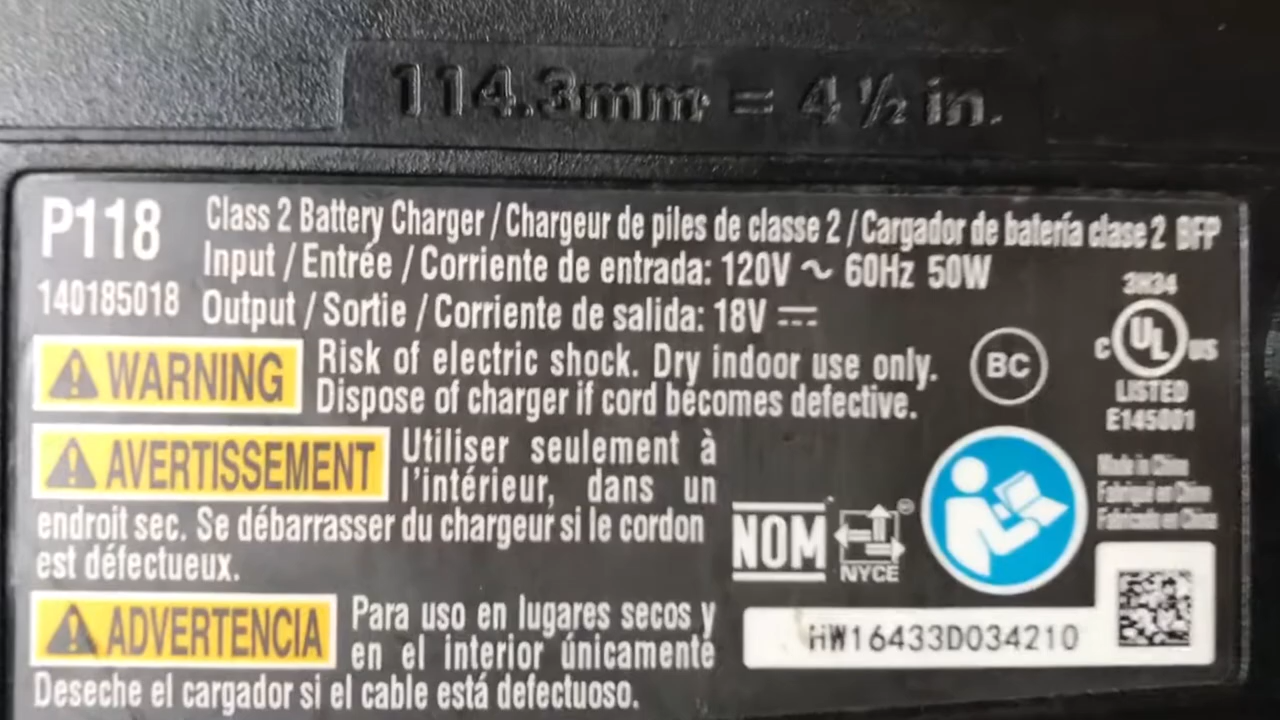 114.3mm = 4 ½ in.
P118 Class 2 Battery Charger / Chargeur de piles de classe 2 / Cargador de batería clase 2 BFP
Input / Entrée / Corriente de entrada: 120V ~ 60Hz 50W
140185018 Output / Sortie / Corriente de salida: 18V ⎓
3H34
WARNING Risk of electric shock. Dry indoor use only.
Dispose of charger if cord becomes defective.
BC
C UL US
LISTED
E145001
AVERTISSEMENT Utiliser seulement à
l'intérieur, dans un
endroit sec. Se débarrasser du chargeur si le cordon
est défectueux.
Made in China
Fabriqué en Chine
Fabricado en China
NOM NYCE®
ADVERTENCIA Para uso en lugares secos y
en el interior únicamente
Deseche el cargador si el cable está defectuoso.
HW16433D034210